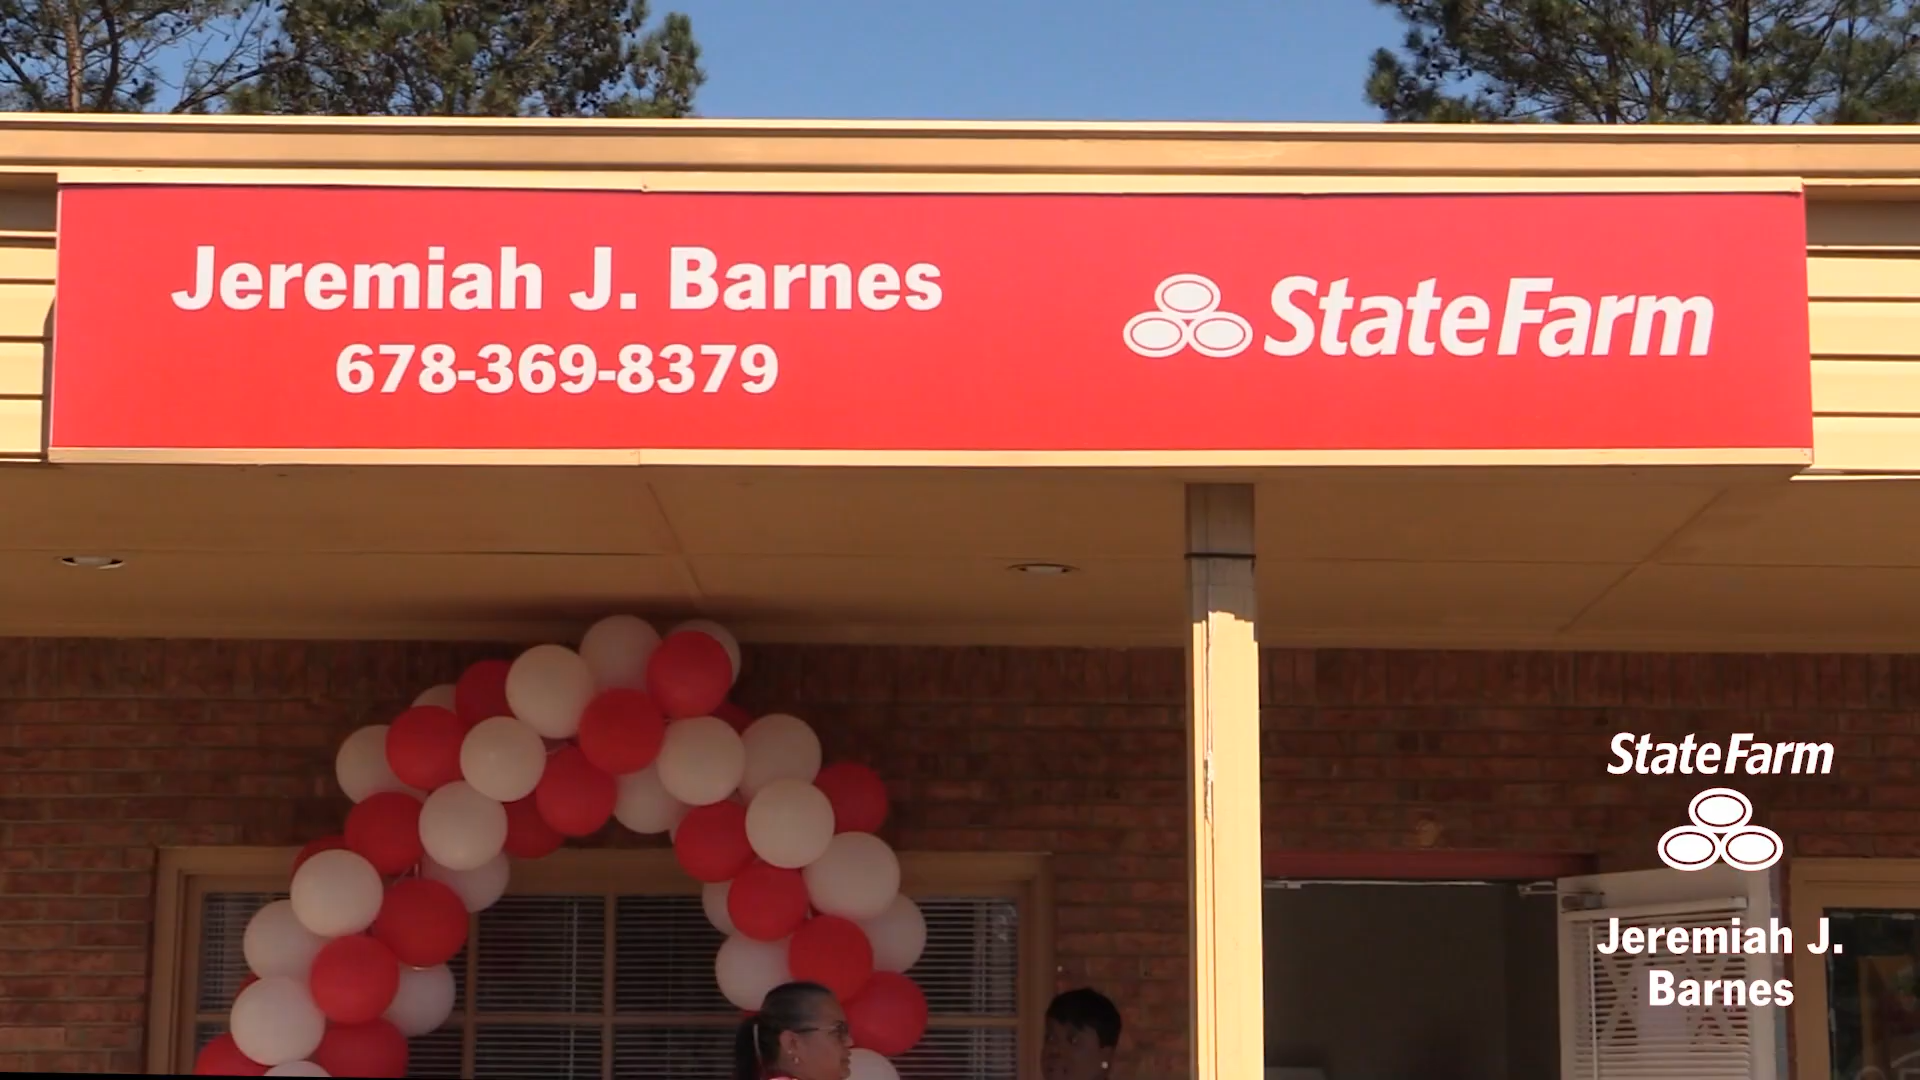 Jeremiah J. Barnes
678-369-8379
StateFarm
StateFarm
Jeremiah J.
Barnes